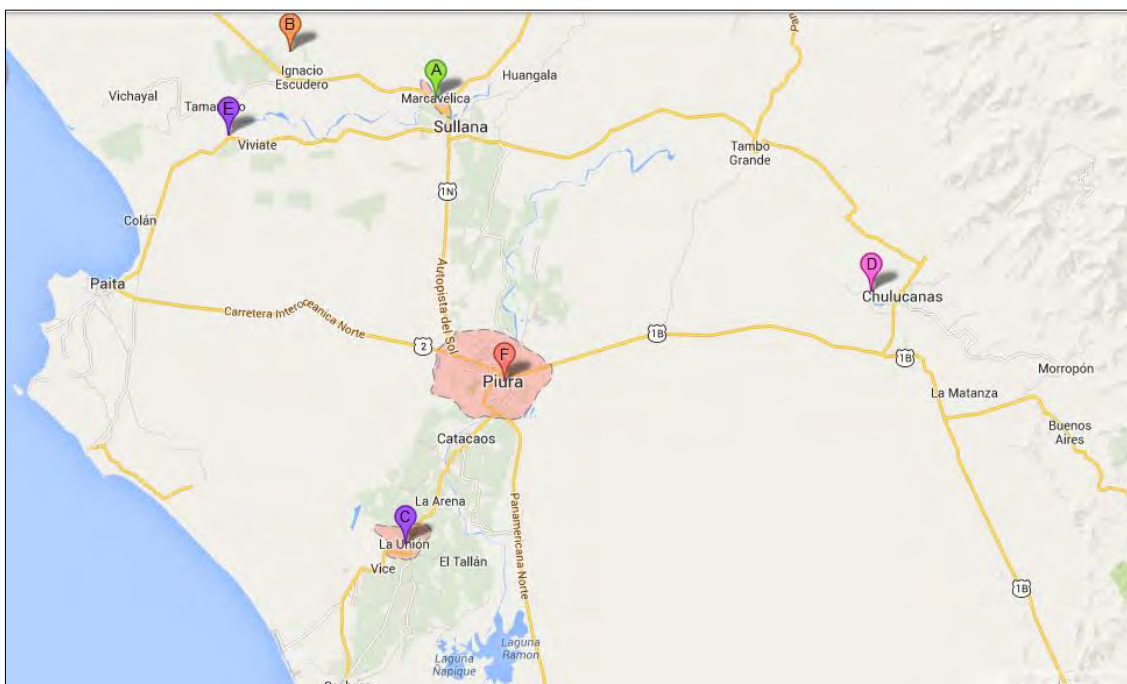 Pan
B
Ignacio
Escudero
A
Huangala
Vichayal
Marcavelica
E
Sullana
Viviate
Tambo
Grande
1N
Colán
D
Paita
Chulucanas
Autopista del Sol
Carretera Interoceanica Norte
2
1B
F
Piura
1B
Morropón
La Matanza
Buenos
Aires
Catacaos
La Arena
Panamericana Norte
C
La Unión
El Tallán
Vice
1B
Laguna
Ramon
Laguna
Ñapique